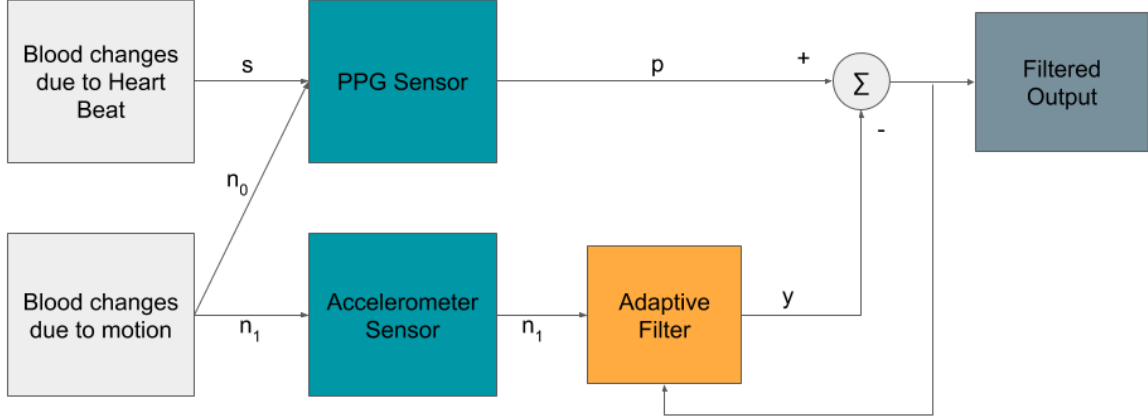 Blood changes
due to Heart
Beat
s
PPG Sensor
p
+
Σ
-
Filtered
Output
n₀
Blood changes
due to motion
n₁
Accelerometer
Sensor
n₁
Adaptive
Filter
y